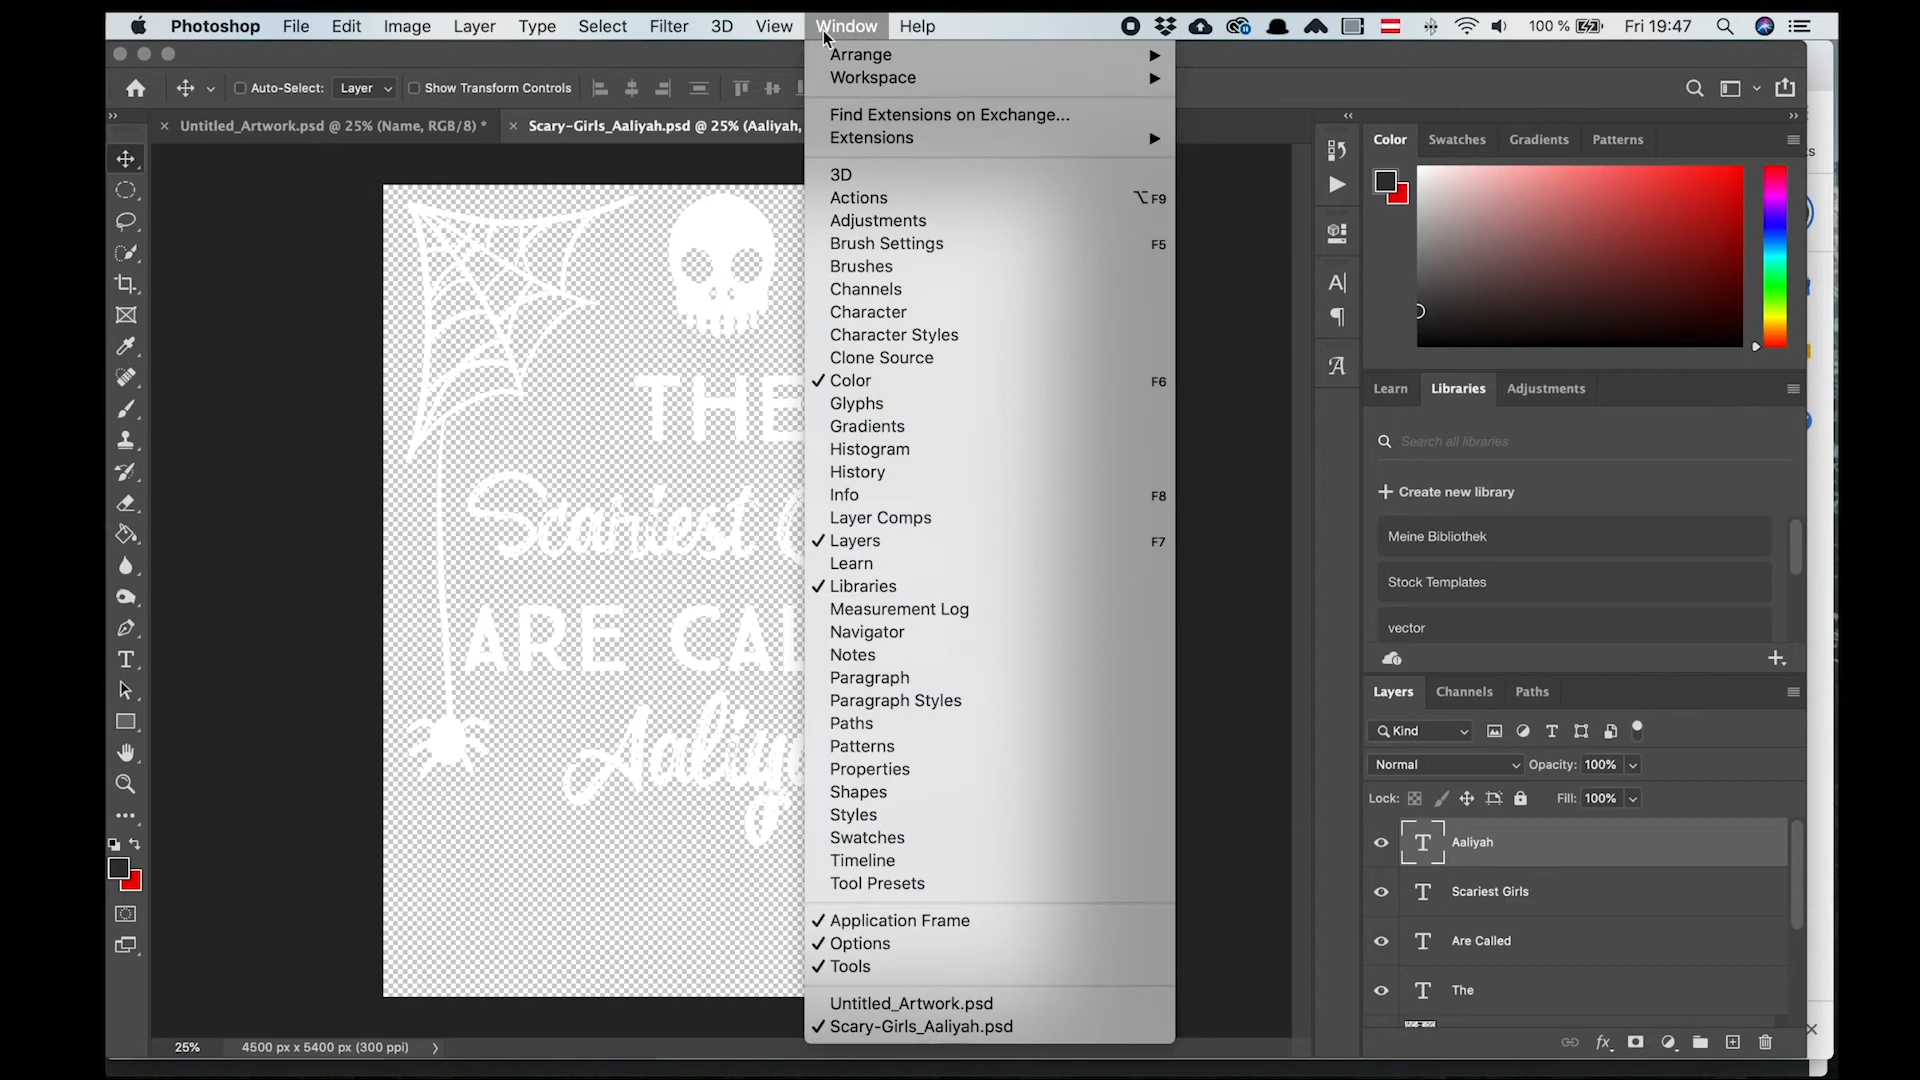 Photoshop File Edit Image Layer Type Select Filter 3D View Window Help 100 % Fri 19:47
Auto-Select: Layer Show Transform Controls
Untitled_Artwork.psd @ 25% (Name, RGB/8) * Scary-Girls_Aaliyah.psd @ 25% (Aaliyah,
Arrange
Workspace
Find Extensions on Exchange...
Extensions
3D
Actions ⌥F9
Adjustments
Brush Settings F5
Brushes
Channels
Character
Character Styles
Clone Source
Color F6
Glyphs
Gradients
Histogram
History
Info F8
Layer Comps
Layers F7
Learn
Libraries
Measurement Log
Navigator
Notes
Paragraph
Paragraph Styles
Paths
Patterns
Properties
Shapes
Styles
Swatches
Timeline
Tool Presets
Application Frame
Options
Tools
Untitled_Artwork.psd
Scary-Girls_Aaliyah.psd
THE
Scariest
ARE CAL
Aaliy
25% 4500 px x 5400 px (300 ppi)
Color Swatches Gradients Patterns
Learn Libraries Adjustments
Search all libraries
Create new library
Meine Bibliothek
Stock Templates
vector
Layers Channels Paths
Kind
Normal Opacity: 100%
Lock: Fill: 100%
Aaliyah
Scariest Girls
Are Called
The